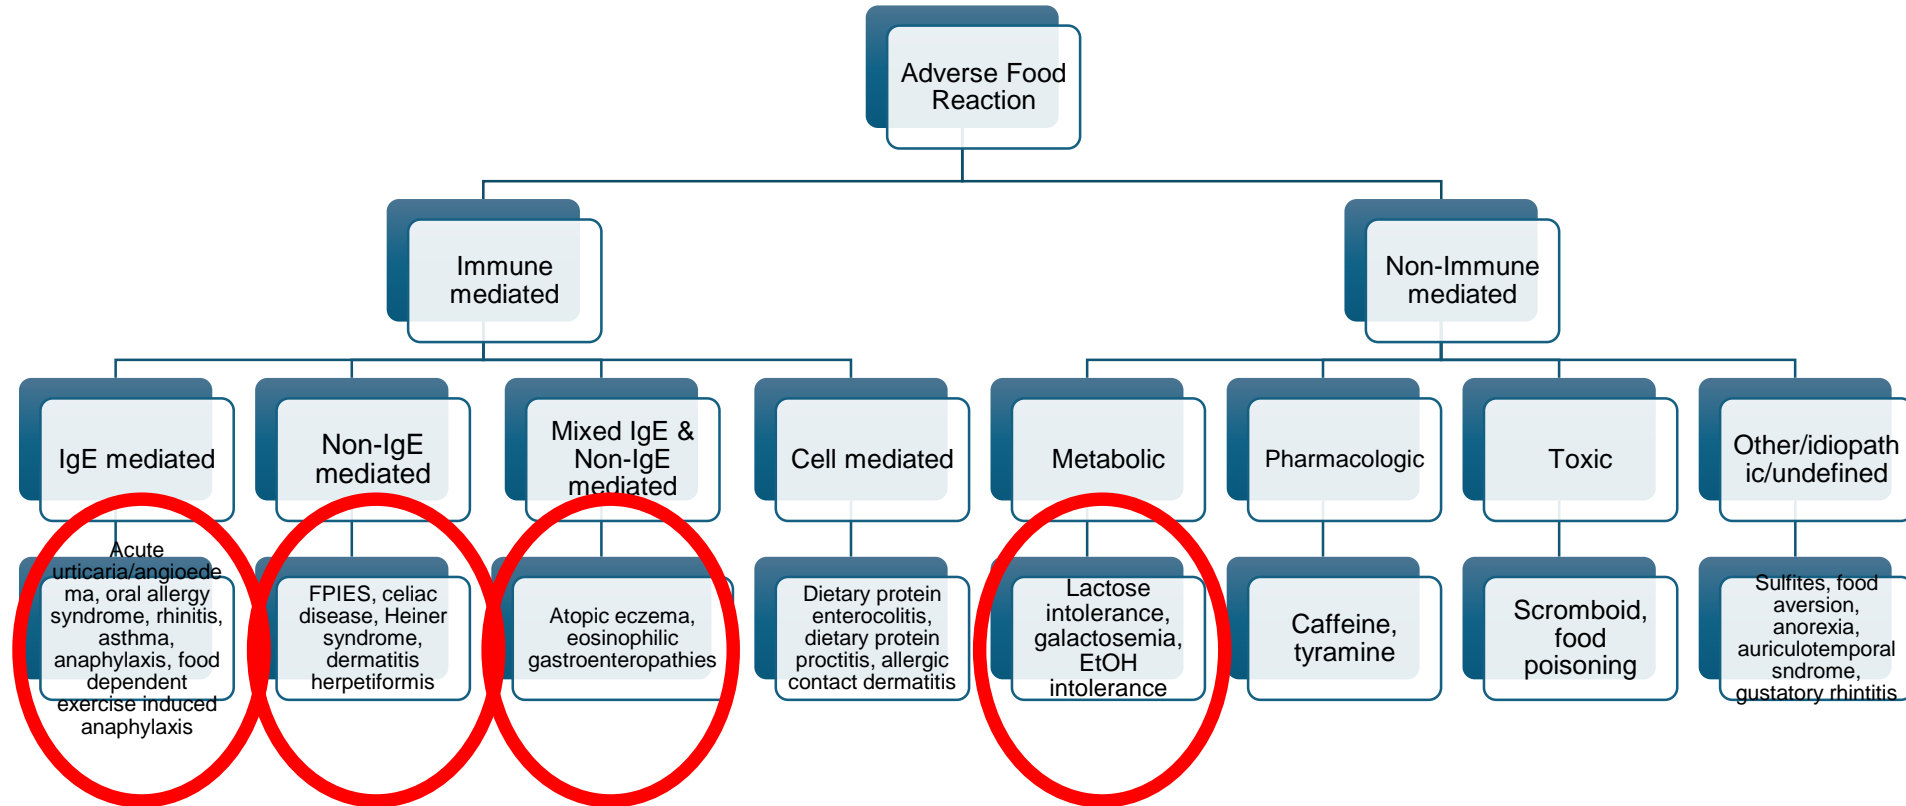 Adverse Food
Reaction
Immune
mediated
Non-Immune
mediated
IgE mediated
Non-IgE
mediated
Mixed IgE &
Non-IgE
mediated
Cell mediated
Metabolic
Pharmacologic
Toxic
Other/idiopath
ic/undefined
Acute
urticaria/angioede
ma, oral allergy
syndrome, rhinitis,
asthma,
anaphylaxis, food
dependent
exercise induced
anaphylaxis
FPIES, celiac
disease, Heiner
syndrome,
dermatitis
herpetiformis
Atopic eczema,
eosinophilic
gastroenteropathies
Dietary protein
enterocolitis,
dietary protein
proctitis, allergic
contact dermatitis
Lactose
intolerance,
galactosemia,
EtOH
intolerance
Caffeine,
tyramine
Scromboid,
food
poisoning
Sulfites, food
aversion,
anorexia,
auriculotemporal
sndrome,
gustatory rhintitis